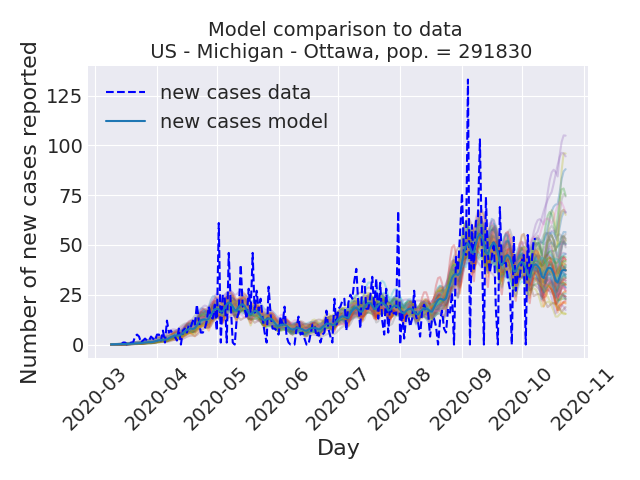 Model comparison to data
US - Michigan - Ottawa, pop. = 291830
Number of new cases reported
125
100
75
50
25
0
new cases data
new cases model
2020-03
2020-04
2020-05
2020-06
2020-07
2020-08
2020-09
2020-10
2020-11
Day